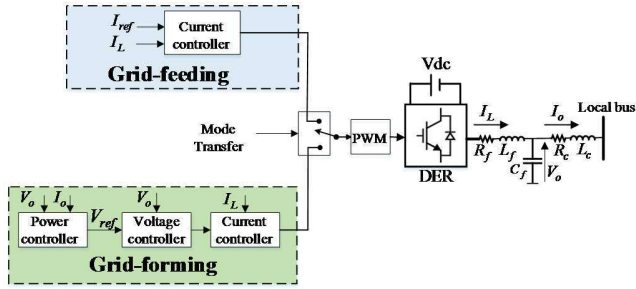 I_ref
I_L
Current controller
Grid-feeding
Mode Transfer
PWM
Vdc
DER
I_L
R_f L_f
C_f
I_o
R_c L_c
V_o
Local bus
V_o I_o
Power controller
V_ref
V_o
Voltage controller
I_L
Current controller
Grid-forming